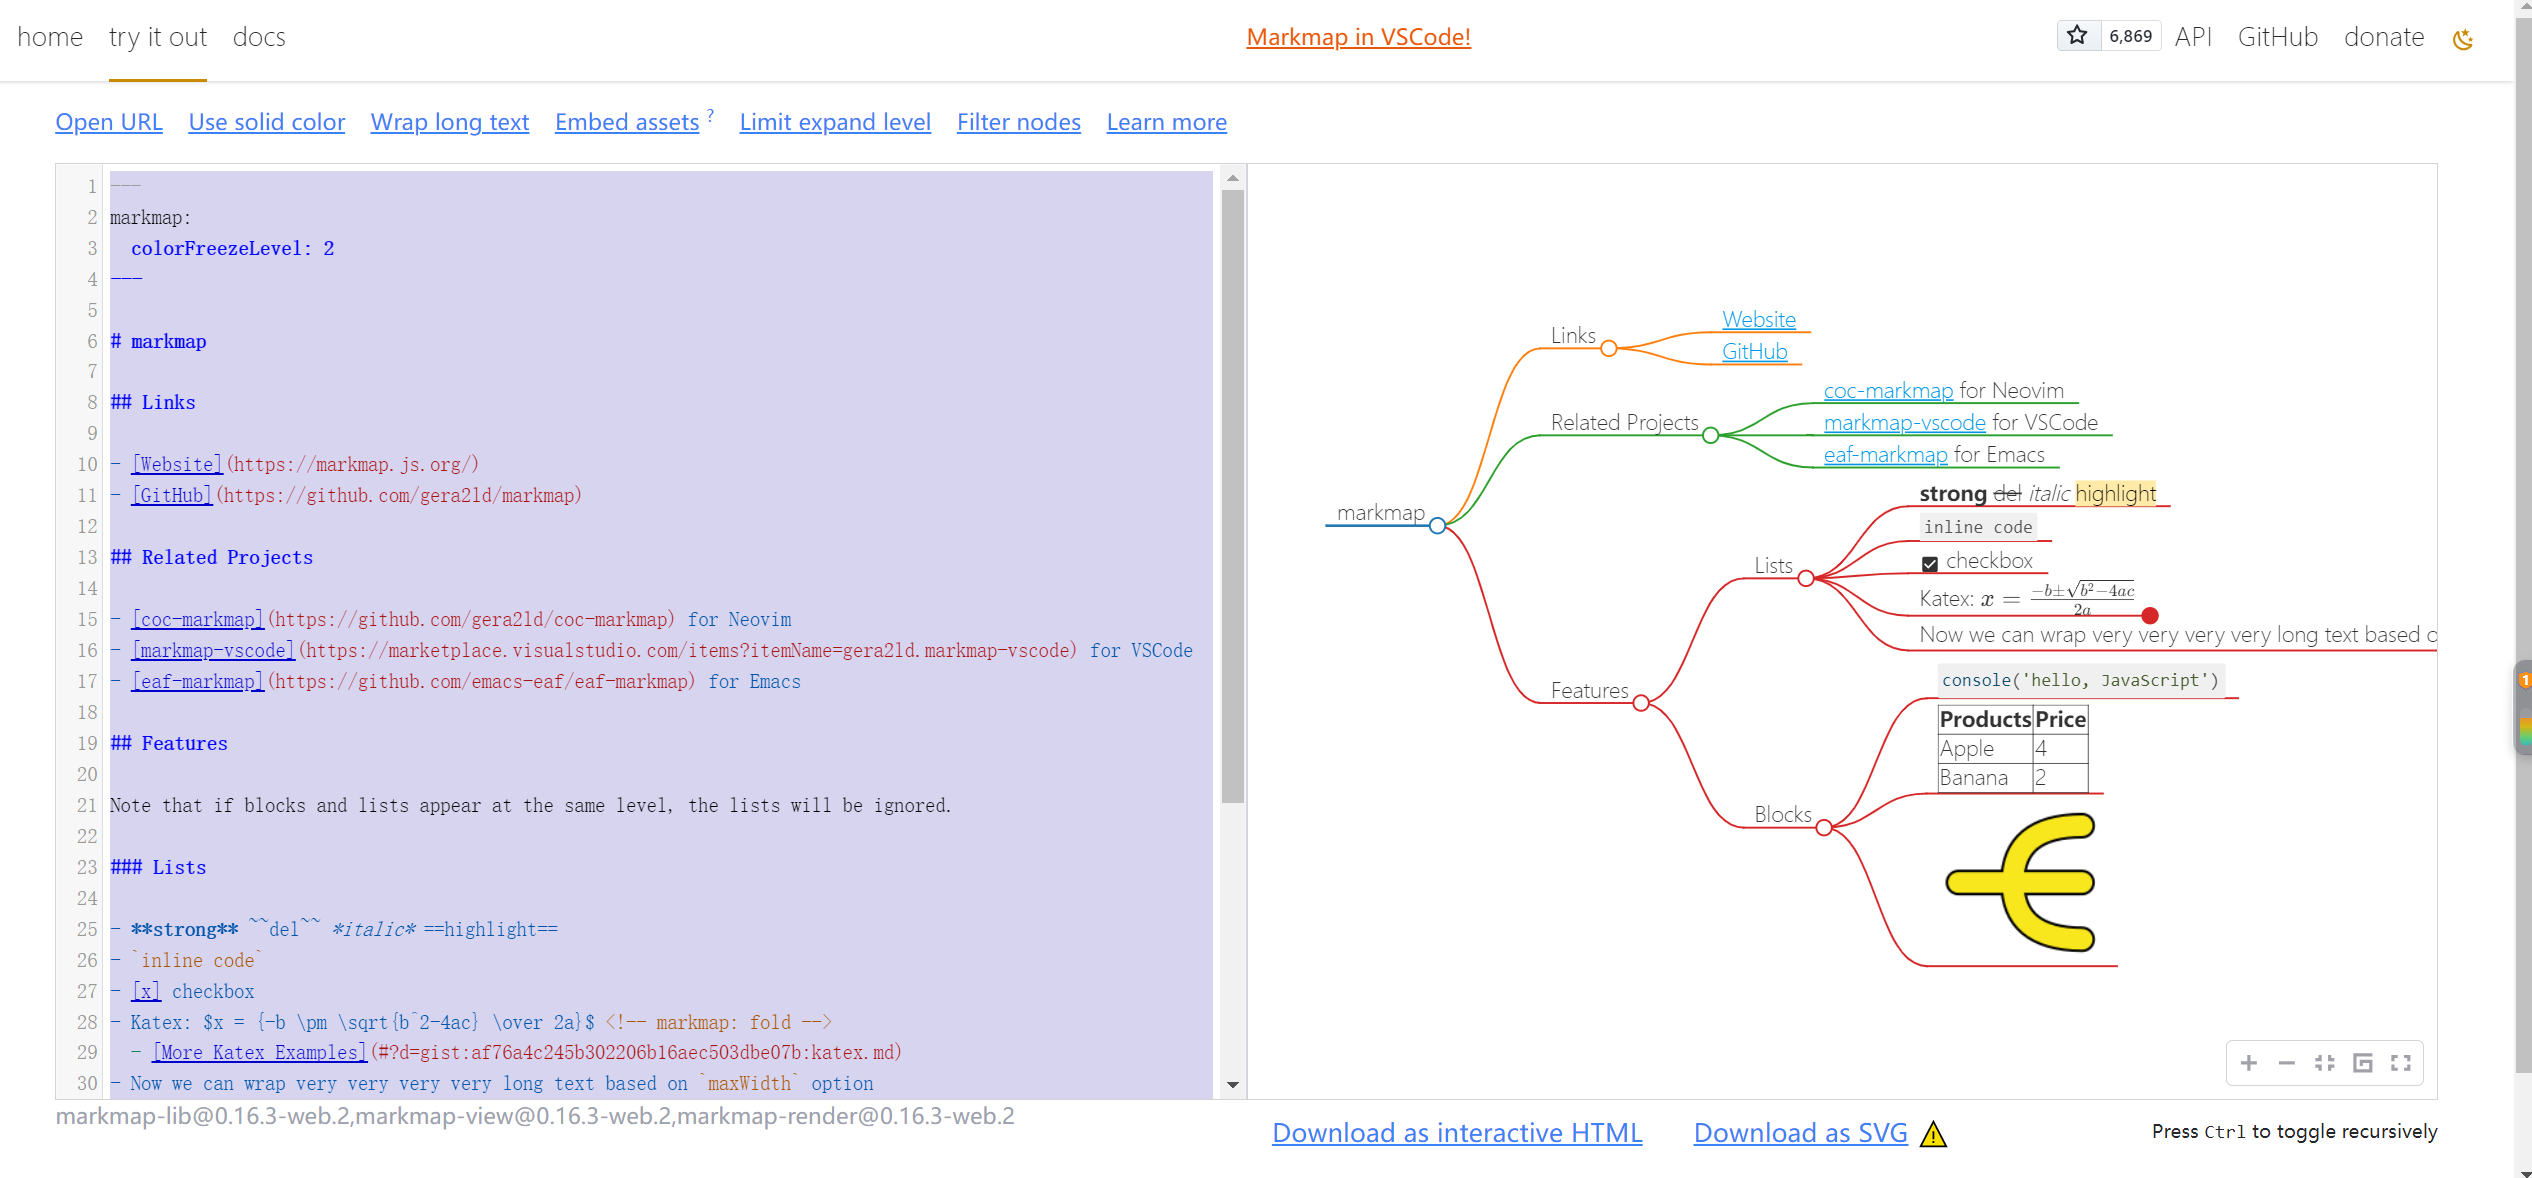 home try it out docs Markmap in VSCode! 6,869 API GitHub donate
Open URL Use solid color Wrap long text Embed assets ? Limit expand level Filter nodes Learn more
1 ---
2 markmap:
3   colorFreezeLevel: 2
4 ---
5
6 # markmap
7
8 ## Links
9
10 - [Website](https://markmap.js.org/)
11 - [GitHub](https://github.com/gera2ld/markmap)
12
13 ## Related Projects
14
15 - [coc-markmap](https://github.com/gera2ld/coc-markmap) for Neovim
16 - [markmap-vscode](https://marketplace.visualstudio.com/items?itemName=gera2ld.markmap-vscode) for VSCode
17 - [eaf-markmap](https://github.com/emacs-eaf/eaf-markmap) for Emacs
18
19 ## Features
20
21 Note that if blocks and lists appear at the same level, the lists will be ignored.
22
23 ### Lists
24
25 - **strong** ~~del~~ *italic* ==highlight==
26 - `inline code`
27 - [x] checkbox
28 - Katex: $x = {-b \pm \sqrt{b^2-4ac} \over 2a}$ <!-- markmap: fold -->
29   - [More Katex Examples](#?d=gist:af76a4c245b302206b16aec503dbe07b:katex.md)
30 - Now we can wrap very very very very long text based on `maxWidth` option
markmap
Links
Website
GitHub
Related Projects
coc-markmap for Neovim
markmap-vscode for VSCode
eaf-markmap for Emacs
Features
Lists
strong del italic highlight
inline code
checkbox
Katex: x = −b±√b²−4ac / 2a
Now we can wrap very very very very long text based o
Blocks
console('hello, JavaScript')
Products Price
Apple 4
Banana 2
1
markmap-lib@0.16.3-web.2,markmap-view@0.16.3-web.2,markmap-render@0.16.3-web.2
Download as interactive HTML Download as SVG Press Ctrl to toggle recursively